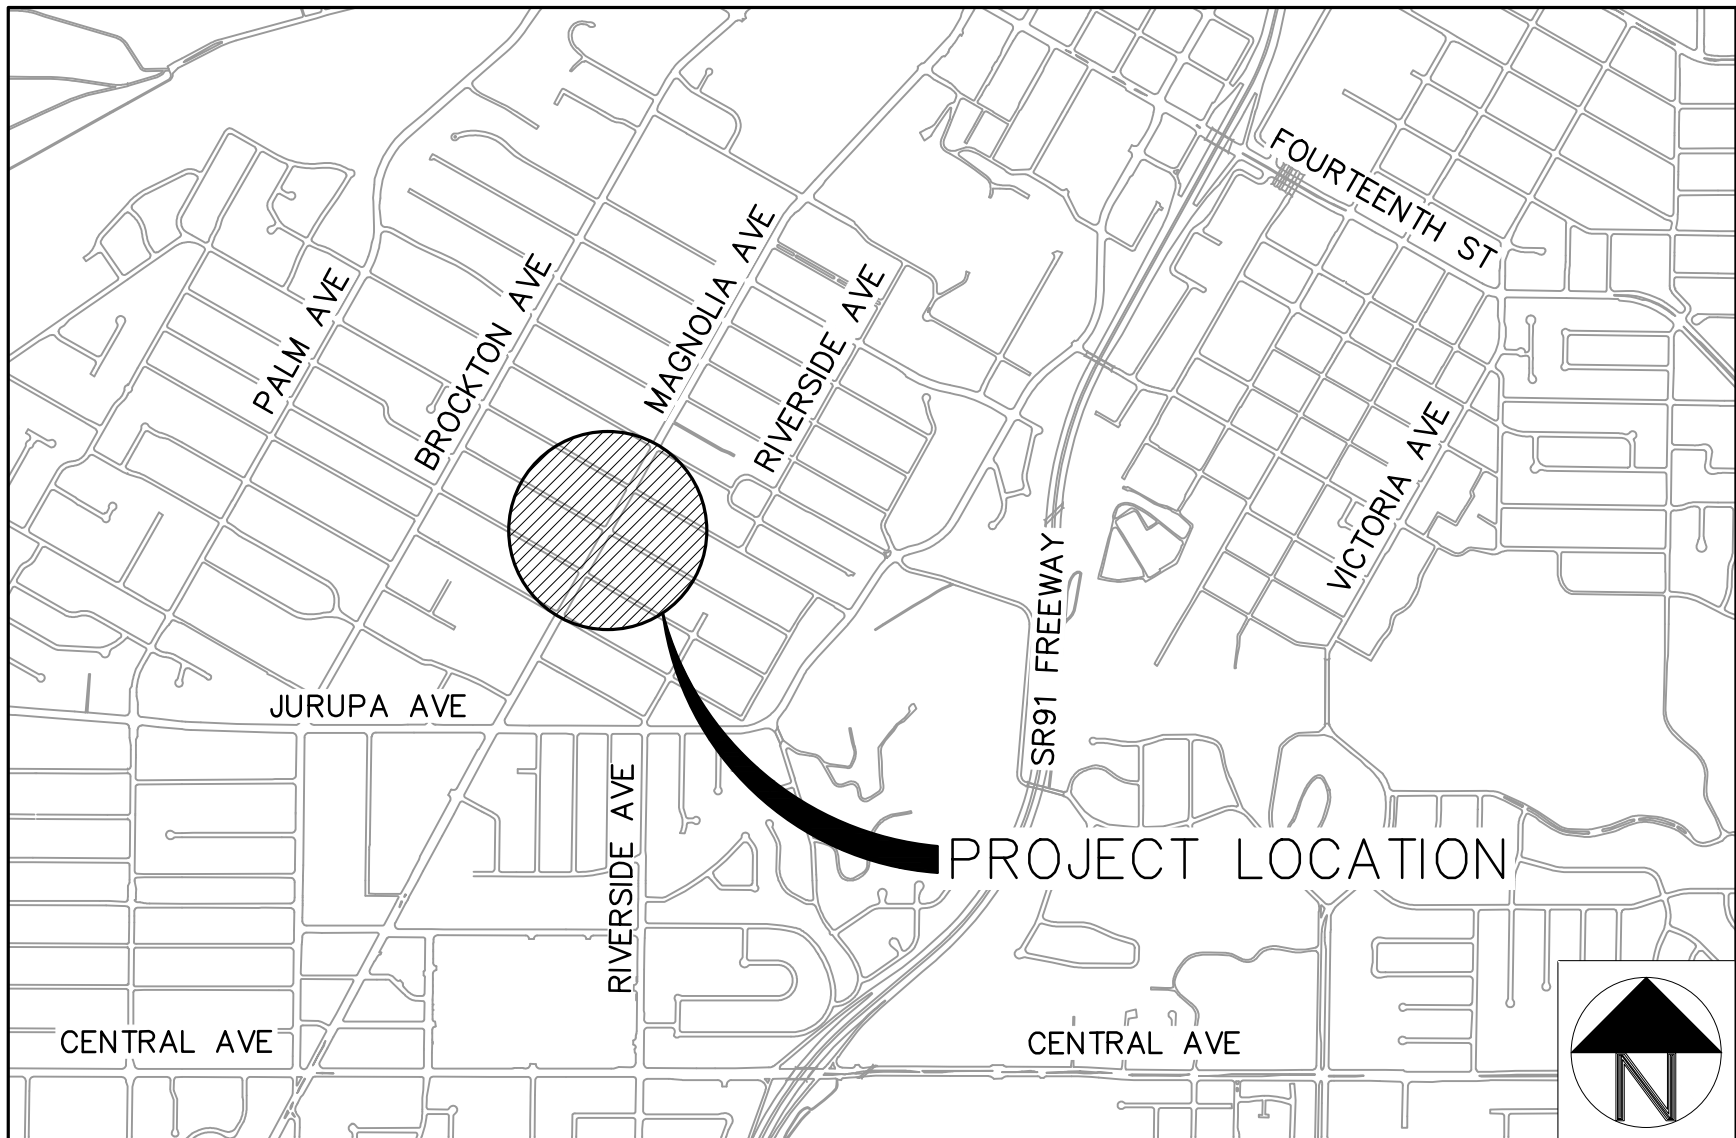 FOURTEENTH ST
MAGNOLIA AVE
PALM AVE
BROCKTON AVE
RIVERSIDE AVE
VICTORIA AVE
SR91 FREEWAY
JURUPA AVE
RIVERSIDE AVE
PROJECT LOCATION
CENTRAL AVE
CENTRAL AVE
N